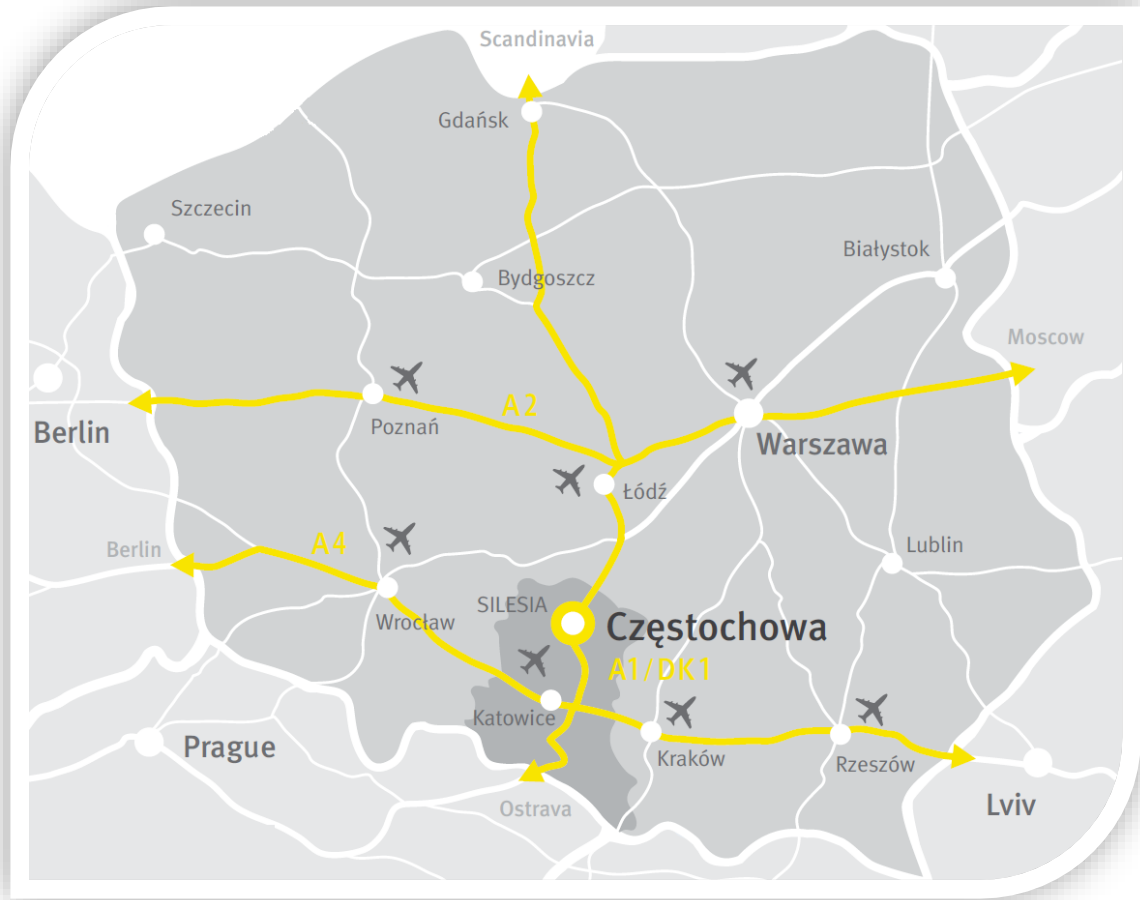 Scandinavia
Gdańsk
Szczecin
Białystok
Bydgoszcz
Moscow
A2
Poznań
Berlin
Warszawa
Łódź
A4
Berlin
Lublin
SILESIA
Wrocław
Częstochowa
A1/DK1
Katowice
Kraków
Rzeszów
Prague
Ostrava
Lviv